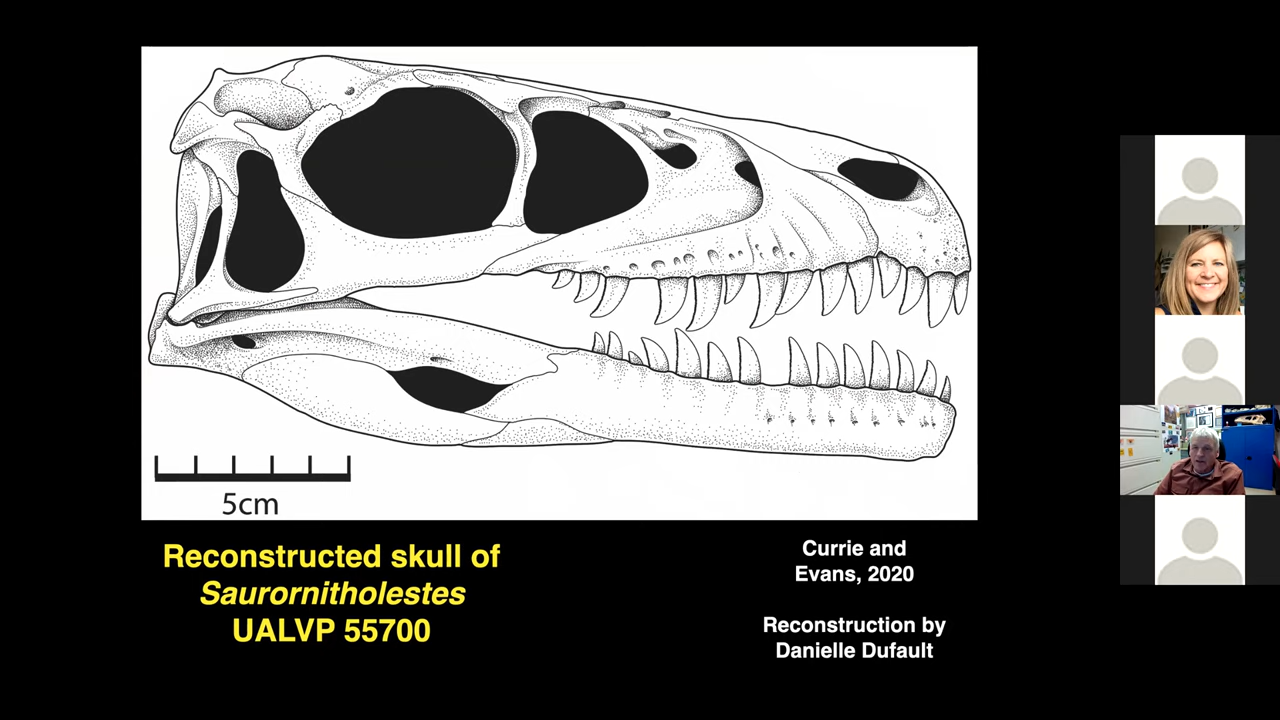 5cm
Reconstructed skull of
Saurornitholestes
UALVP 55700
Currie and
Evans, 2020
Reconstruction by
Danielle Dufault